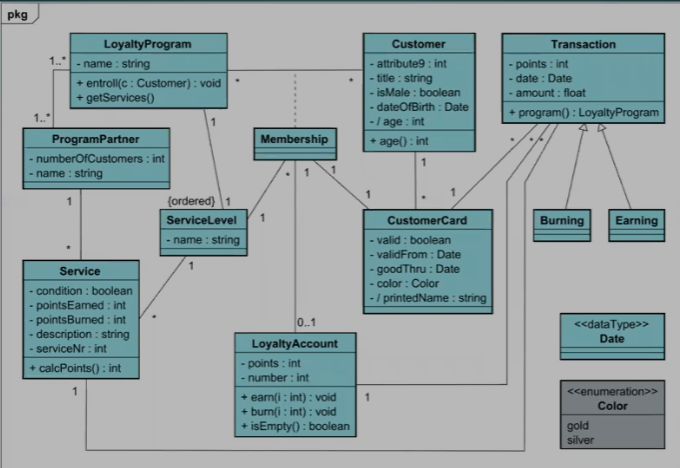 pkg
LoyaltyProgram
- name : string
+ entroll(c : Customer) : void
+ getServices()
Customer
- attribute9 : int
- title : string
- isMale : boolean
- dateOfBirth : Date
- / age : int
+ age() : int
Transaction
- points : int
- date : Date
- amount : float
+ program() : LoyaltyProgram
1..*
*
*
1..*
1
ProgramPartner
- numberOfCustomers : int
- name : string
Membership
*
*
*
1
*
1
1
1
1
1
*
1
{ordered}
1
ServiceLevel
- name : string
1
CustomerCard
- valid : boolean
- validFrom : Date
- goodThru : Date
- color : Color
- / printedName : string
Burning
Earning
*
1
Service
- condition : boolean
- pointsEarned : int
- pointsBurned : int
- description : string
- serviceNr : int
+ calcPoints() : int
*
0..1
LoyaltyAccount
- points : int
- number : int
+ earn(i : int) : void
+ burn(i : int) : void
+ isEmpty() : boolean
1
1
<<dataType>>
Date
<<enumeration>>
Color
gold
silver